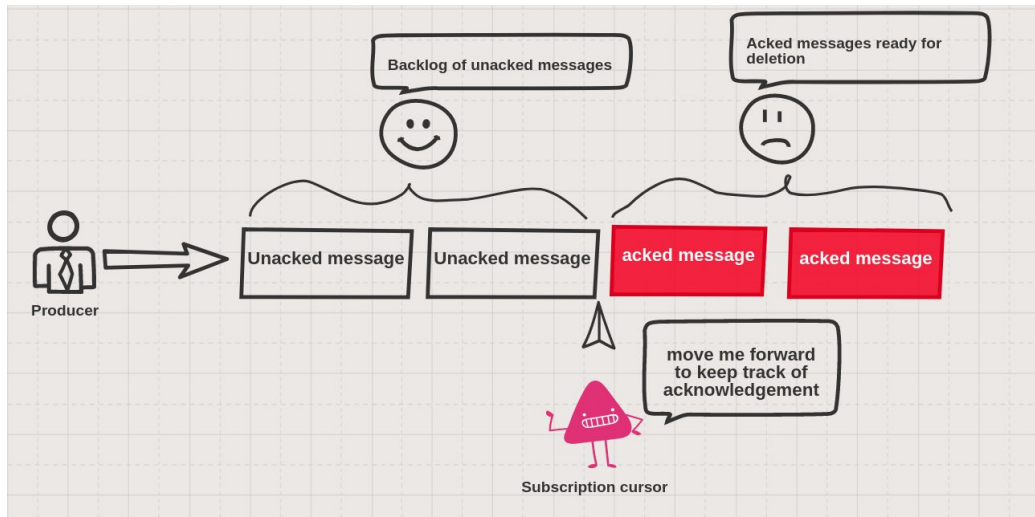 Backlog of unacked messages
Acked messages ready for
deletion
Unacked message
Unacked message
acked message
acked message
Producer
move me forward
to keep track of
acknowledgement
Subscription cursor